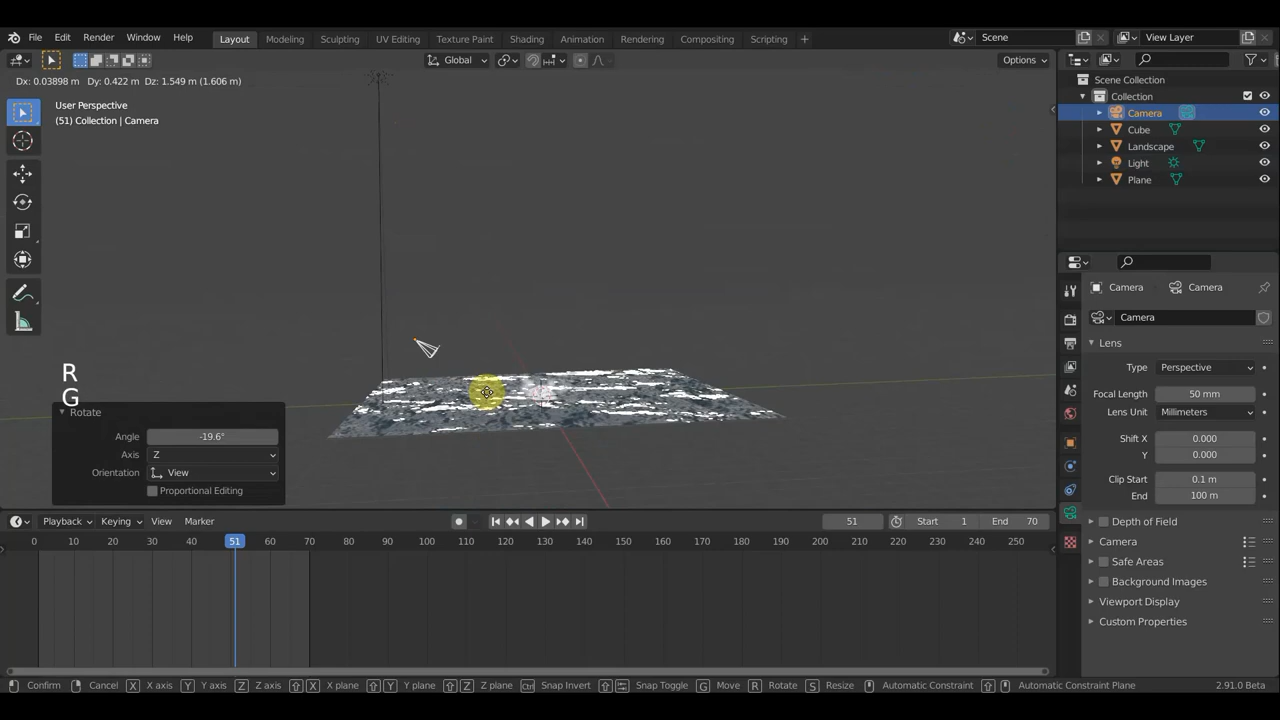 File Edit Render Window Help Layout Modeling Sculpting UV Editing Texture Paint Shading Animation Rendering Compositing Scripting + Scene View Layer
Global Options
Dx: 0.03898 m Dy: 0.422 m Dz: 1.549 m (1.606 m)
User Perspective
(51) Collection | Camera
Scene Collection
Collection
Camera
Cube
Landscape
Light
Plane
R
G
Rotate
Angle -19.6°
Axis Z
Orientation View
Proportional Editing
Camera Camera
Camera
Lens
Type Perspective
Focal Length 50 mm
Lens Unit Millimeters
Shift X 0.000
Y 0.000
Clip Start 0.1 m
End 100 m
Depth of Field
Camera
Safe Areas
Background Images
Viewport Display
Custom Properties
Playback Keying View Marker 51 Start 1 End 70
0 10 20 30 40 51 60 70 80 90 100 110 120 130 140 150 160 170 180 190 200 210 220 230 240 250
Confirm Cancel X X axis Y Y axis Z Z axis X X plane Y Y plane Z Z plane Ctrl Snap Invert Snap Toggle G Move R Rotate S Resize Automatic Constraint Automatic Constraint Plane 2.91.0 Beta